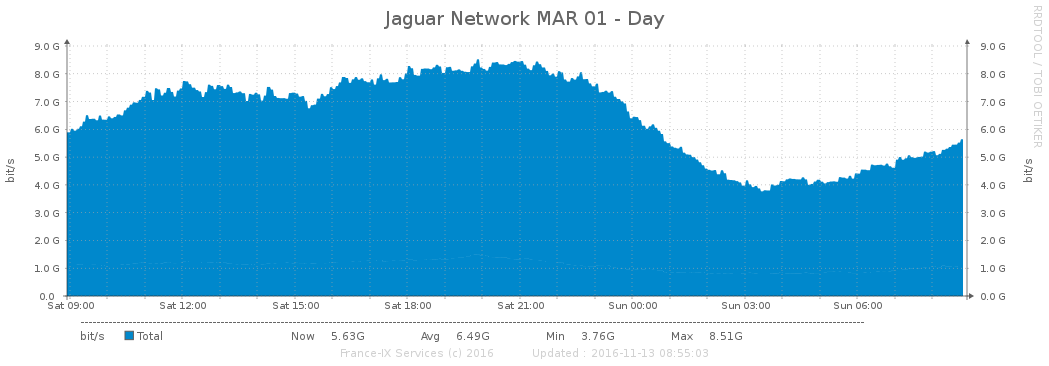 Jaguar Network MAR 01 - Day
RRDTOOL / TOBI OETIKER
bit/s
9.0 G
8.0 G
7.0 G
6.0 G
5.0 G
4.0 G
3.0 G
2.0 G
1.0 G
0.0
9.0 G
8.0 G
7.0 G
6.0 G
5.0 G
4.0 G
3.0 G
2.0 G
1.0 G
0.0 G
bit/s
Sat 09:00 Sat 12:00 Sat 15:00 Sat 18:00 Sat 21:00 Sun 00:00 Sun 03:00 Sun 06:00
bit/s Total Now 5.63G Avg 6.49G Min 3.76G Max 8.51G
France-IX Services (c) 2016 Updated : 2016-11-13 08:55:03